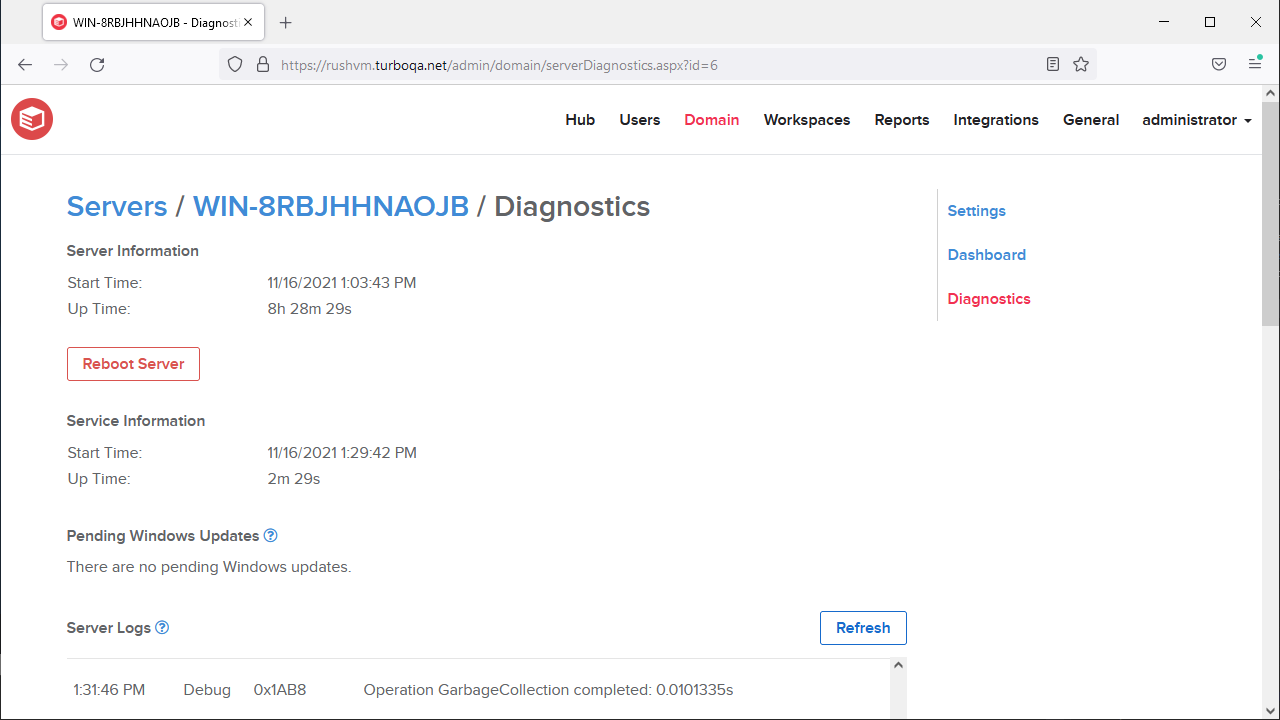 WIN-8RBJHHNAOJB - Diagnosti
https://rushvm.turboqa.net/admin/domain/serverDiagnostics.aspx?id=6
Hub Users Domain Workspaces Reports Integrations General administrator
Servers / WIN-8RBJHHNAOJB / Diagnostics
Settings
Dashboard
Diagnostics
Server Information
Start Time: 11/16/2021 1:03:43 PM
Up Time: 8h 28m 29s
Reboot Server
Service Information
Start Time: 11/16/2021 1:29:42 PM
Up Time: 2m 29s
Pending Windows Updates ?
There are no pending Windows updates.
Server Logs ?
Refresh
1:31:46 PM Debug 0x1AB8 Operation GarbageCollection completed: 0.0101335s